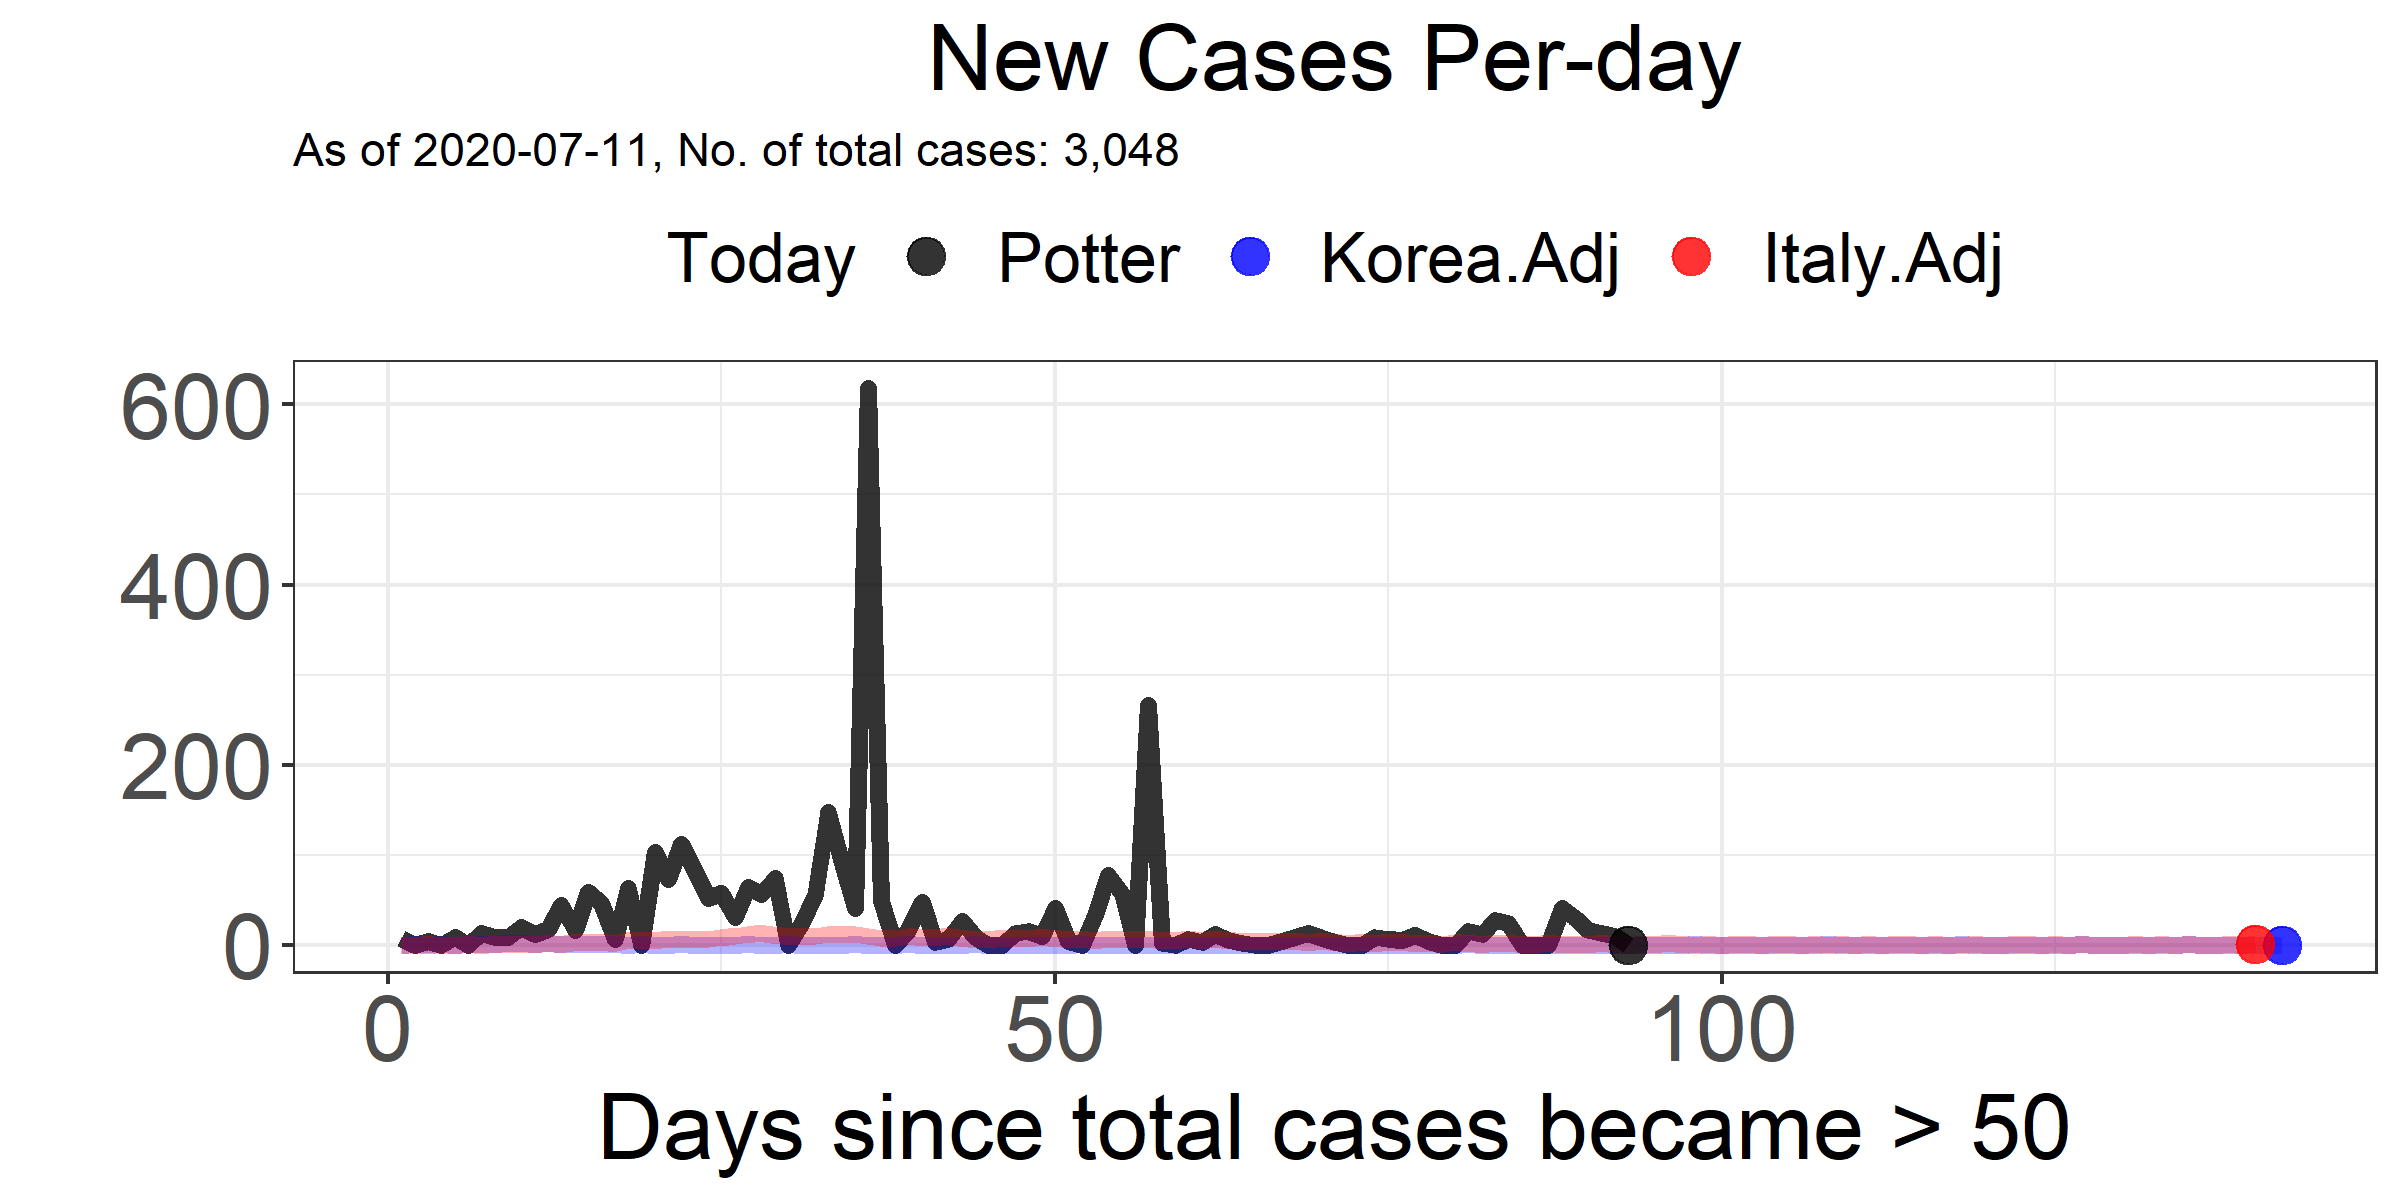 New Cases Per-day
As of 2020-07-11, No. of total cases: 3,048
Today Potter Korea.Adj Italy.Adj
600
400
200
0
0 50 100
Days since total cases became > 50